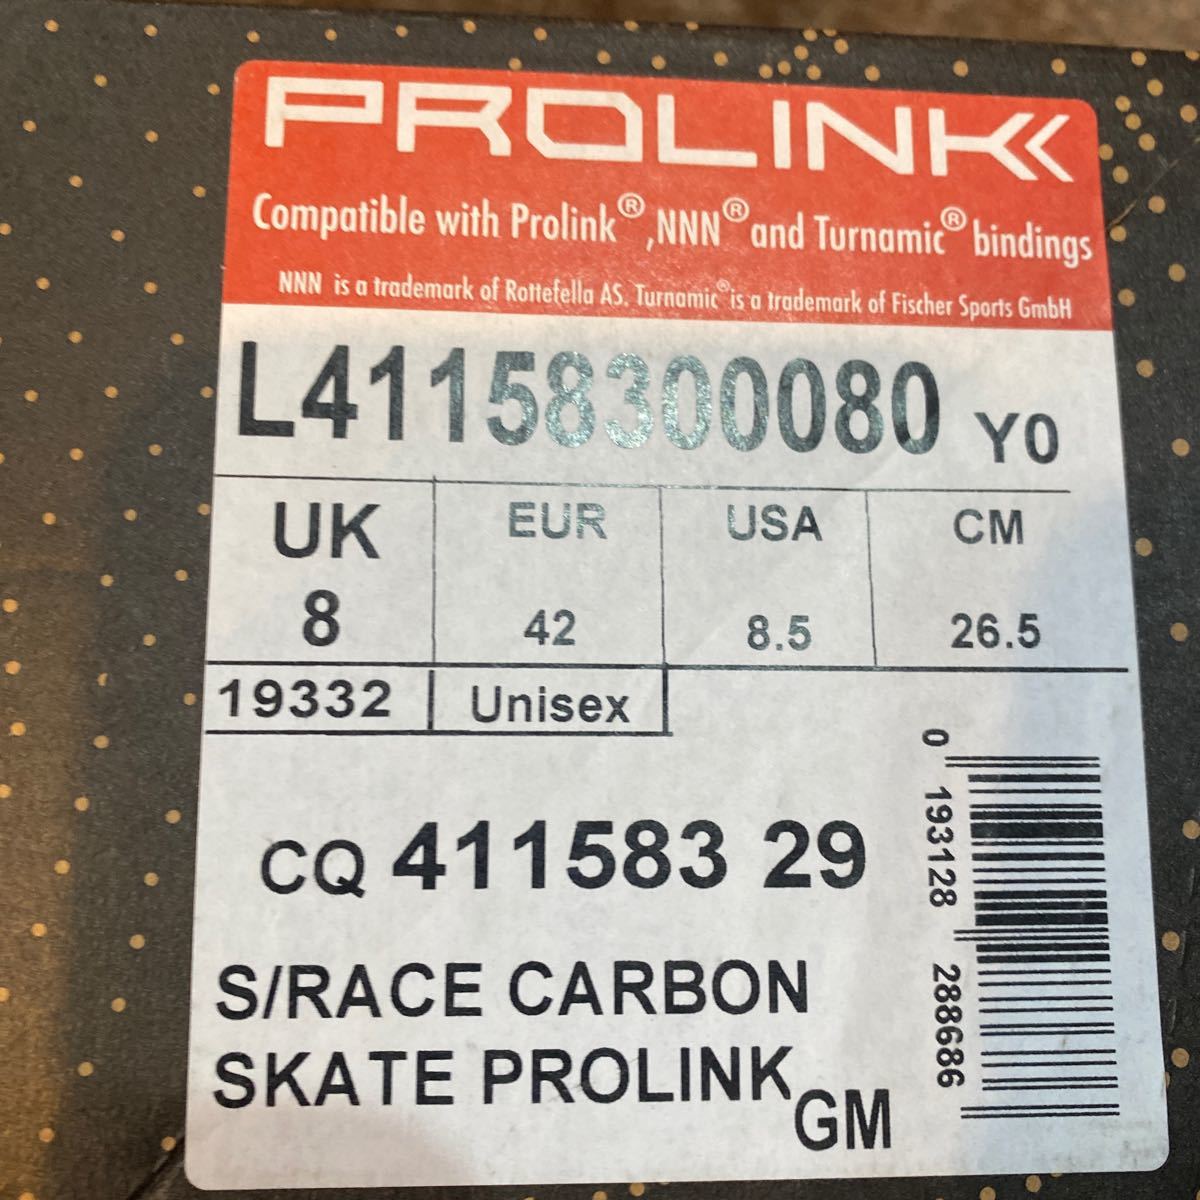 PROLINK
Compatible with Prolink®, NNN® and Turnamic® bindings
NNN is a trademark of Rottefella AS. Turnamic® is a trademark of Fischer Sports GmbH
L41158300080 Y0
UK EUR USA CM
8 42 8.5 26.5
19332 Unisex
CQ 411583 29
S/RACE CARBON
SKATE PROLINK
GM
0 193128 288686